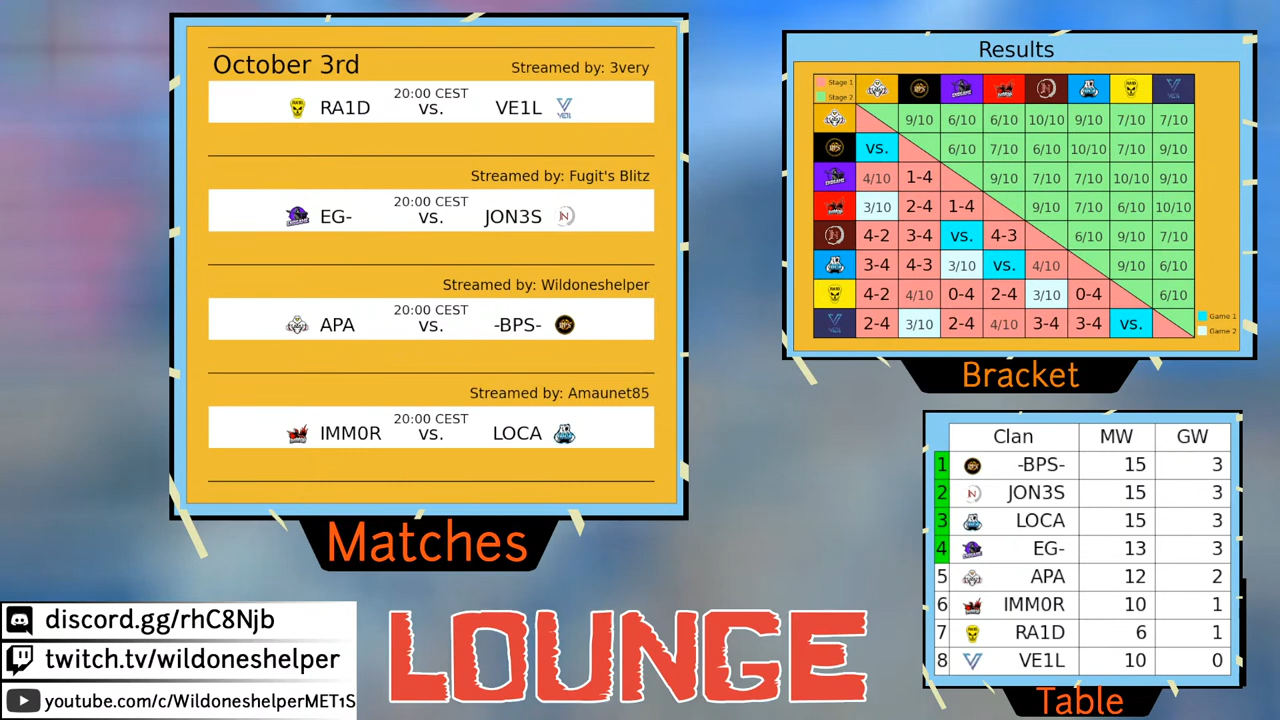 October 3rd
Streamed by: 3very
20:00 CEST
RA1D vs. VE1L
Streamed by: Fugit's Blitz
20:00 CEST
EG- vs. JON3S
Streamed by: Wildoneshelper
20:00 CEST
APA vs. -BPS-
Streamed by: Amaunet85
20:00 CEST
IMM0R vs. LOCA
Matches
Results
Stage 1
Stage 2
9/10 6/10 6/10 10/10 9/10 7/10 7/10
vs. 6/10 7/10 6/10 10/10 7/10 9/10
4/10 1-4 9/10 7/10 7/10 10/10 9/10
3/10 2-4 1-4 9/10 7/10 6/10 10/10
4-2 3-4 vs. 4-3 6/10 9/10 7/10
3-4 4-3 3/10 vs. 4/10 9/10 6/10
4-2 4/10 0-4 2-4 3/10 0-4 6/10
2-4 3/10 2-4 4/10 3-4 3-4 vs.
Game 1
Game 2
Bracket
Clan MW GW
1 -BPS- 15 3
2 JON3S 15 3
3 LOCA 15 3
4 EG- 13 3
5 APA 12 2
6 IMM0R 10 1
7 RA1D 6 1
8 VE1L 10 0
Table
discord.gg/rhC8Njb
twitch.tv/wildoneshelper
youtube.com/c/WildoneshelperMET1S
LOUNGE